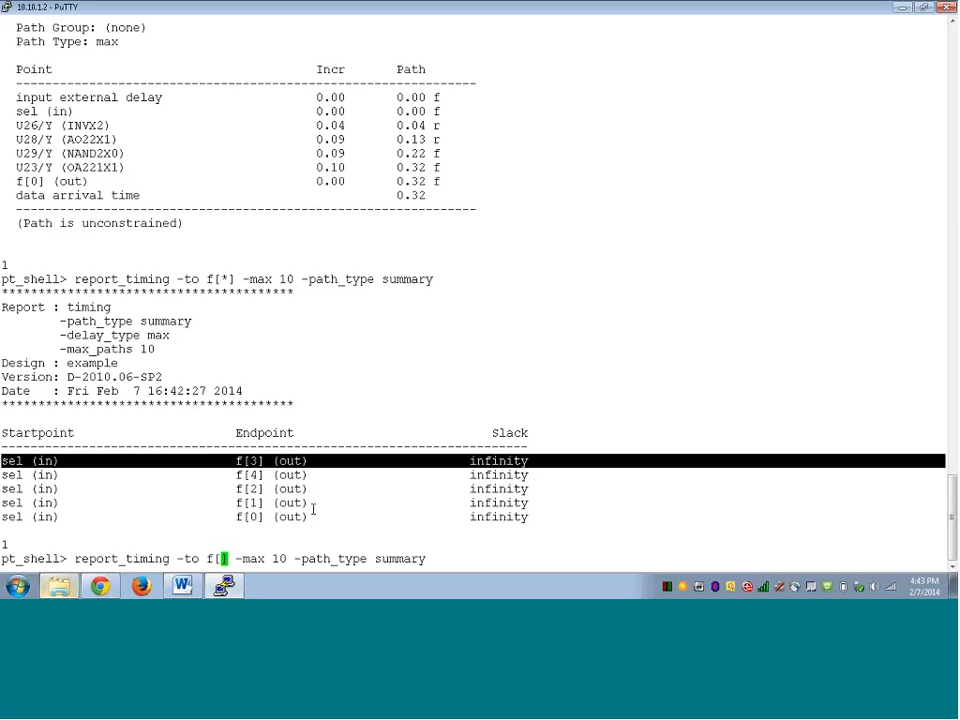 10.10.1.2 - PuTTY
Path Group: (none)
Path Type: max
Point Incr Path
---------------------------------------------------------------
input external delay 0.00 0.00 f
sel (in) 0.00 0.00 f
U26/Y (INVX2) 0.04 0.04 r
U28/Y (AO22X1) 0.09 0.13 r
U29/Y (NAND2X0) 0.09 0.22 f
U23/Y (OA221X1) 0.10 0.32 f
f[0] (out) 0.00 0.32 f
data arrival time 0.32
---------------------------------------------------------------
(Path is unconstrained)
1
pt_shell> report_timing -to f[*] -max 10 -path_type summary
****************************************
Report : timing
-path_type summary
-delay_type max
-max_paths 10
Design : example
Version: D-2010.06-SP2
Date : Fri Feb 7 16:42:27 2014
****************************************
Startpoint Endpoint Slack
------------------------------------------------------------------------
sel (in) f[3] (out) infinity
sel (in) f[4] (out) infinity
sel (in) f[2] (out) infinity
sel (in) f[1] (out) infinity
sel (in) f[0] (out) infinity
1
pt_shell> report_timing -to f[] -max 10 -path_type summary
4:43 PM
2/7/2014